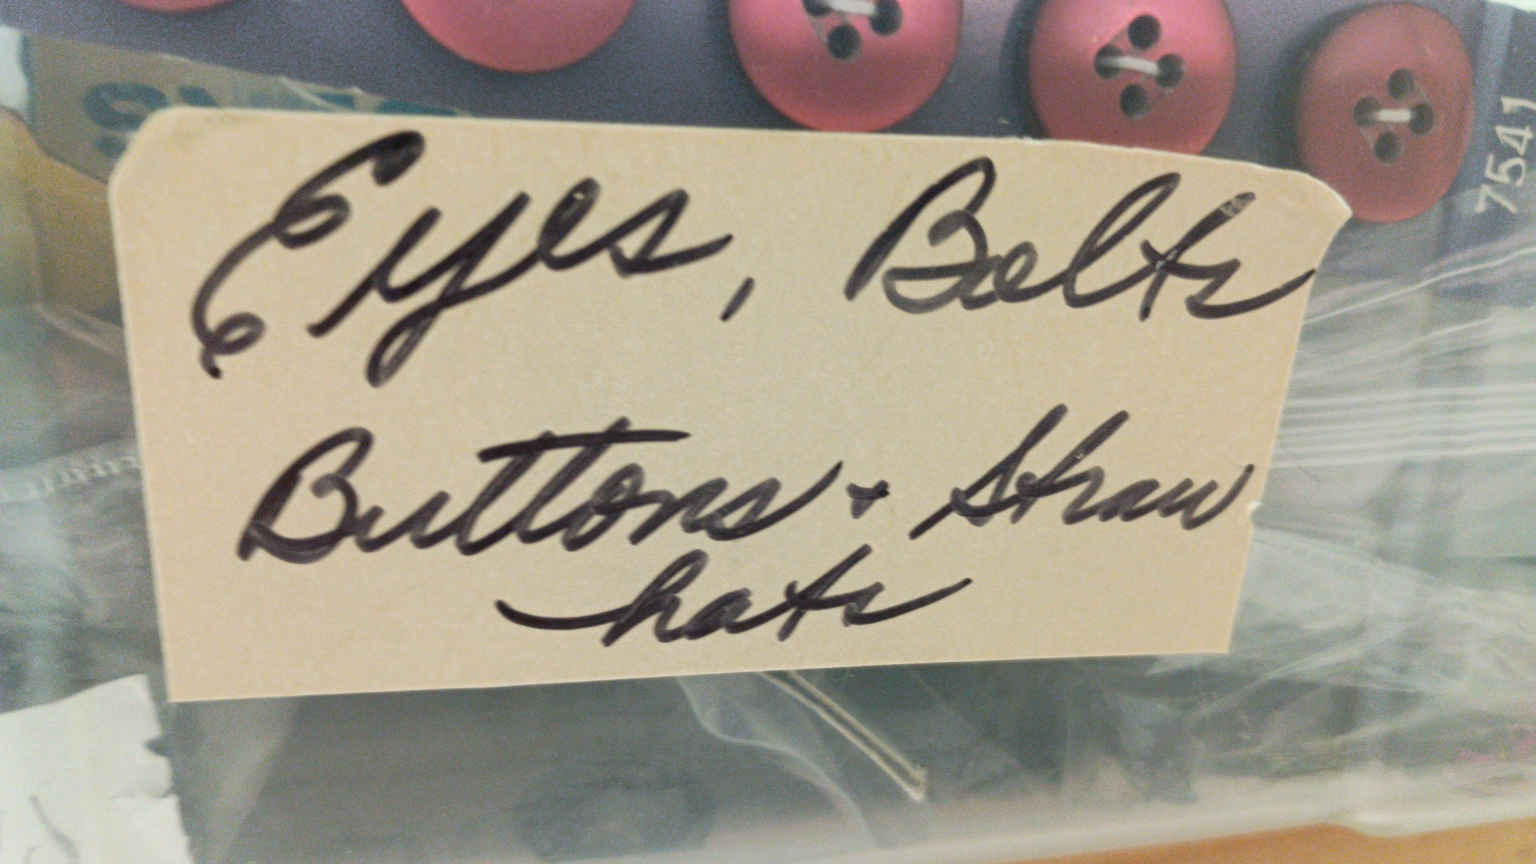 7541
Eyes, Belts
Buttons + Straw
hats